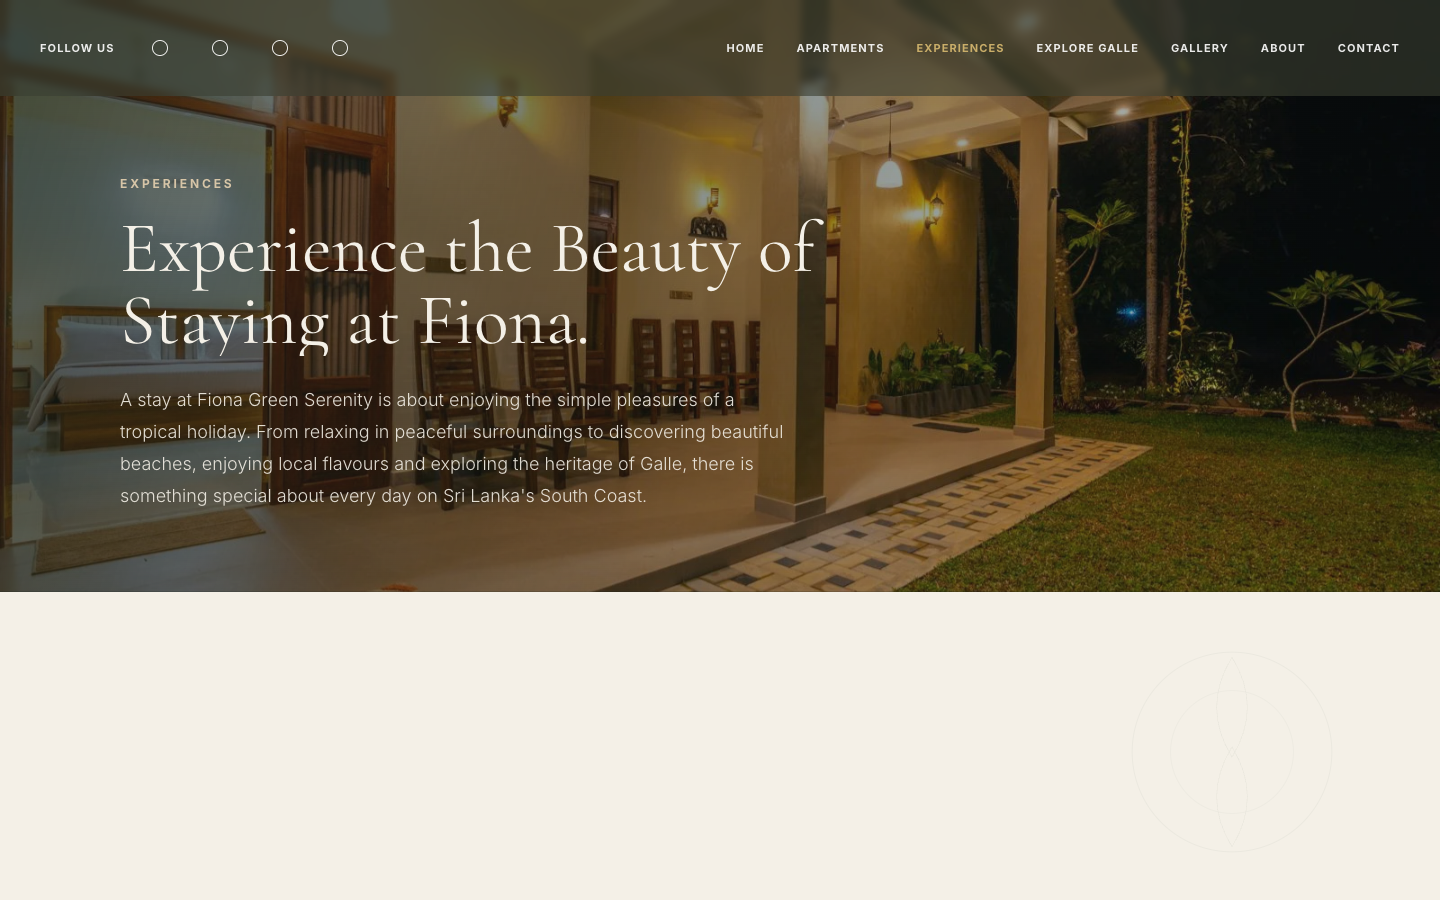 FOLLOW US
HOME APARTMENTS EXPERIENCES EXPLORE GALLE GALLERY ABOUT CONTACT
EXPERIENCES
Experience the Beauty of
Staying at Fiona.
A stay at Fiona Green Serenity is about enjoying the simple pleasures of a
tropical holiday. From relaxing in peaceful surroundings to discovering beautiful
beaches, enjoying local flavours and exploring the heritage of Galle, there is
something special about every day on Sri Lanka's South Coast.